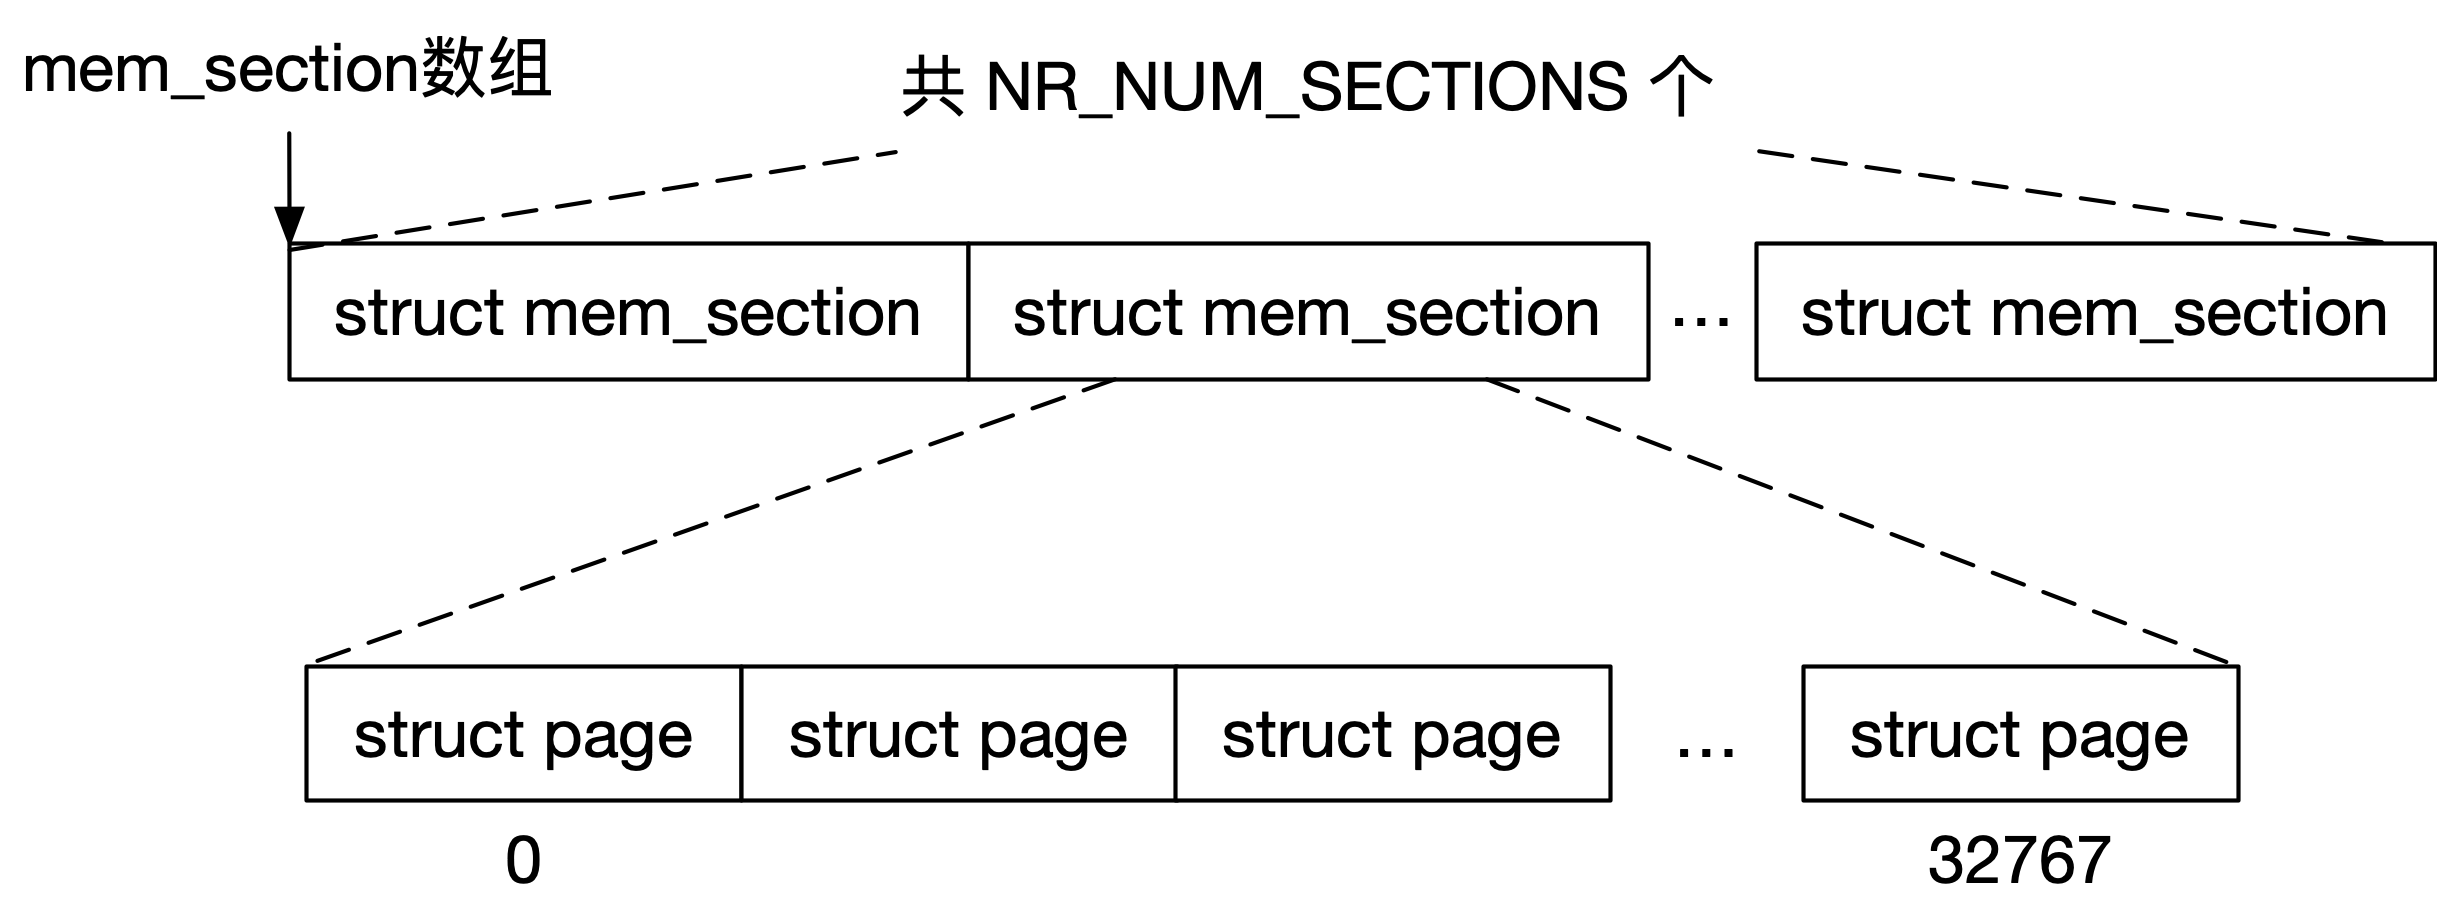 mem_section数组
共 NR_NUM_SECTIONS 个
struct mem_section
struct mem_section
...
struct mem_section
struct page
struct page
struct page
...
struct page
0
32767